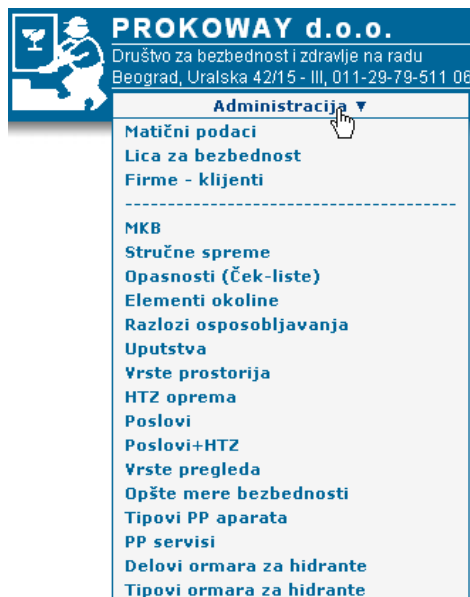 PROKOWAY d.o.o.
Društvo za bezbednost i zdravlje na radu
Beograd, Uralska 42/15 - III, 011-29-79-511 06
Administracija ▼
Matični podaci
Lica za bezbednost
Firme - klijenti
---------------------------------------
MKB
Stručne spreme
Opasnosti (Ček-liste)
Elementi okoline
Razlozi osposobljavanja
Uputstva
Vrste prostorija
HTZ oprema
Poslovi
Poslovi+HTZ
Vrste pregleda
Opšte mere bezbednosti
Tipovi PP aparata
PP servisi
Delovi ormara za hidrante
Tipovi ormara za hidrante